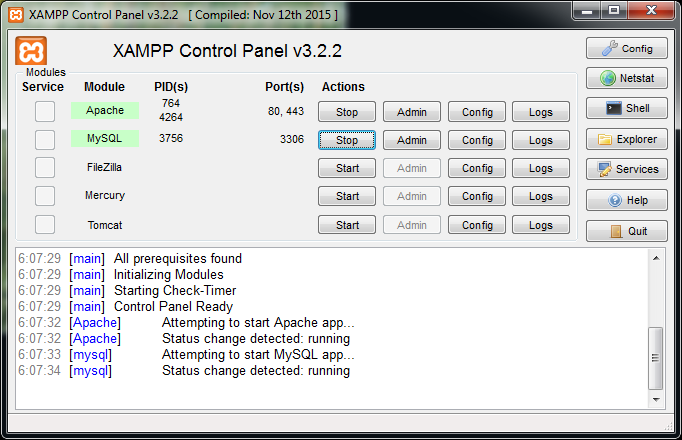 XAMPP Control Panel v3.2.2 [ Compiled: Nov 12th 2015 ]
XAMPP Control Panel v3.2.2
Config
Modules
Service Module PID(s) Port(s) Actions
Netstat
Apache 764 4264 80, 443 Stop Admin Config Logs
Shell
MySQL 3756 3306 Stop Admin Config Logs
Explorer
FileZilla Start Admin Config Logs
Services
Mercury Start Admin Config Logs
Help
Tomcat Start Admin Config Logs
Quit
6:07:29 [main] All prerequisites found
6:07:29 [main] Initializing Modules
6:07:29 [main] Starting Check-Timer
6:07:29 [main] Control Panel Ready
6:07:32 [Apache] Attempting to start Apache app...
6:07:32 [Apache] Status change detected: running
6:07:33 [mysql] Attempting to start MySQL app...
6:07:34 [mysql] Status change detected: running